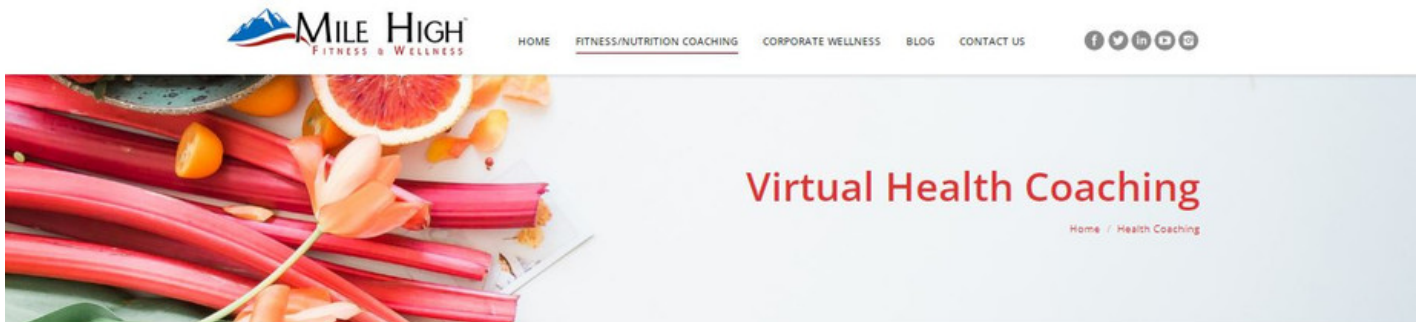 MILE HIGH
FITNESS & WELLNESS
HOME FITNESS/NUTRITION COACHING CORPORATE WELLNESS BLOG CONTACT US
Virtual Health Coaching
Home / Health Coaching